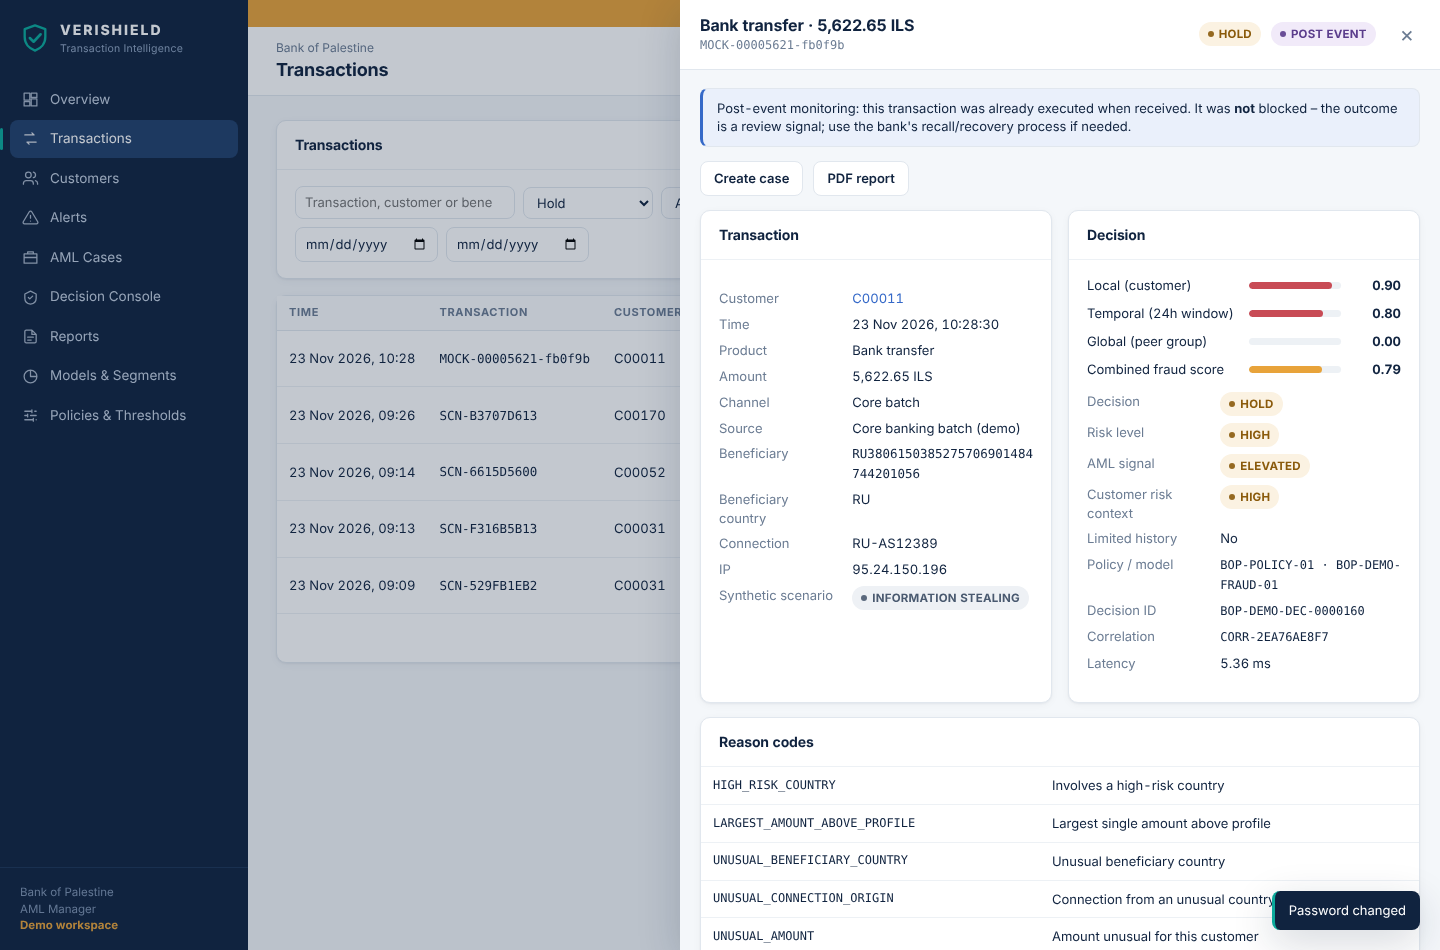 VERISHIELD
Transaction Intelligence
Overview
Transactions
Customers
Alerts
AML Cases
Decision Console
Reports
Models & Segments
Policies & Thresholds
Bank of Palestine
AML Manager
Demo workspace
Bank of Palestine
Transactions
Transactions
Transaction, customer or bene
Hold
mm/dd/yyyy
mm/dd/yyyy
TIME TRANSACTION CUSTOMER
23 Nov 2026, 10:28 MOCK-00005621-fb0f9b C00011
23 Nov 2026, 09:26 SCN-B3707D613 C00170
23 Nov 2026, 09:14 SCN-6615D5600 C00052
23 Nov 2026, 09:13 SCN-F316B5B13 C00031
23 Nov 2026, 09:09 SCN-529FB1EB2 C00031
Bank transfer · 5,622.65 ILS
MOCK-00005621-fb0f9b
HOLD
POST EVENT
Post-event monitoring: this transaction was already executed when received. It was not blocked – the outcome
is a review signal; use the bank's recall/recovery process if needed.
Create case
PDF report
Transaction
Customer C00011
Time 23 Nov 2026, 10:28:30
Product Bank transfer
Amount 5,622.65 ILS
Channel Core batch
Source Core banking batch (demo)
Beneficiary RU3806150385275706901484
744201056
Beneficiary RU
country
Connection RU-AS12389
IP 95.24.150.196
Synthetic scenario INFORMATION STEALING
Decision
Local (customer) 0.90
Temporal (24h window) 0.80
Global (peer group) 0.00
Combined fraud score 0.79
Decision HOLD
Risk level HIGH
AML signal ELEVATED
Customer risk HIGH
context
Limited history No
Policy / model BOP-POLICY-01 · BOP-DEMO-
FRAUD-01
Decision ID BOP-DEMO-DEC-0000160
Correlation CORR-2EA76AE8F7
Latency 5.36 ms
Reason codes
HIGH_RISK_COUNTRY Involves a high-risk country
LARGEST_AMOUNT_ABOVE_PROFILE Largest single amount above profile
UNUSUAL_BENEFICIARY_COUNTRY Unusual beneficiary country
UNUSUAL_CONNECTION_ORIGIN Connection from an unusual country
UNUSUAL_AMOUNT Amount unusual for this customer
Password changed